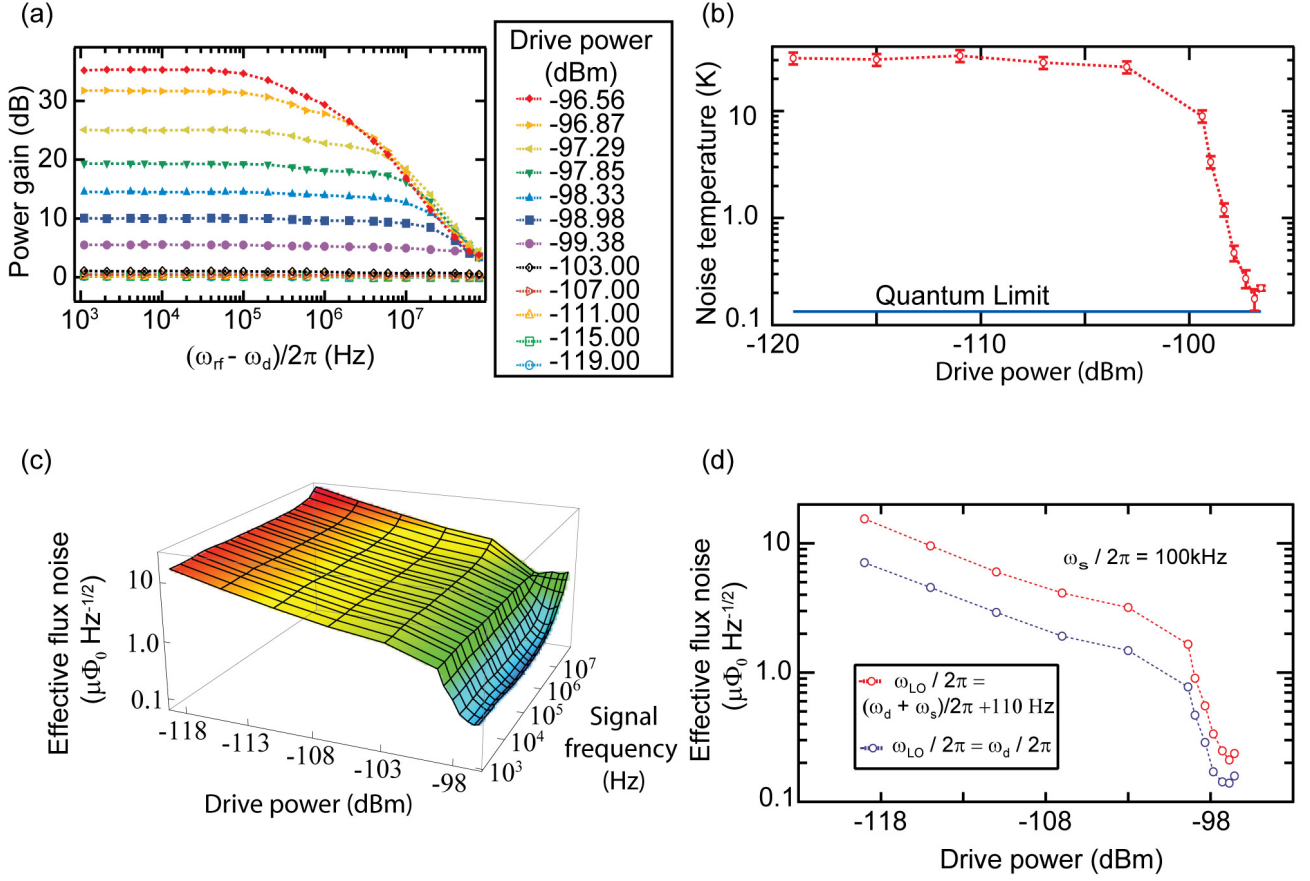 (a)
Power gain (dB)
30
20
10
0
10³ 10⁴ 10⁵ 10⁶ 10⁷
(ω_rf - ω_d)/2π (Hz)
Drive power
(dBm)
-96.56
-96.87
-97.29
-97.85
-98.33
-98.98
-99.38
-103.00
-107.00
-111.00
-115.00
-119.00
(b)
Noise temperature (K)
10
1.0
0.1
Quantum Limit
-120 -110 -100
Drive power (dBm)
(c)
Effective flux noise
(μΦ₀ Hz⁻¹/²)
10
1.0
0.1
-118 -113 -108 -103 -98
Drive power (dBm)
10⁷
10⁶
10⁵
10⁴
10³
Signal
frequency
(Hz)
(d)
Effective flux noise
(μΦ₀ Hz⁻¹/²)
10
1.0
0.1
ω_s / 2π = 100kHz
ω_LO / 2π =
(ω_d + ω_s)/2π +110 Hz
ω_LO / 2π = ω_d / 2π
-118 -108 -98
Drive power (dBm)